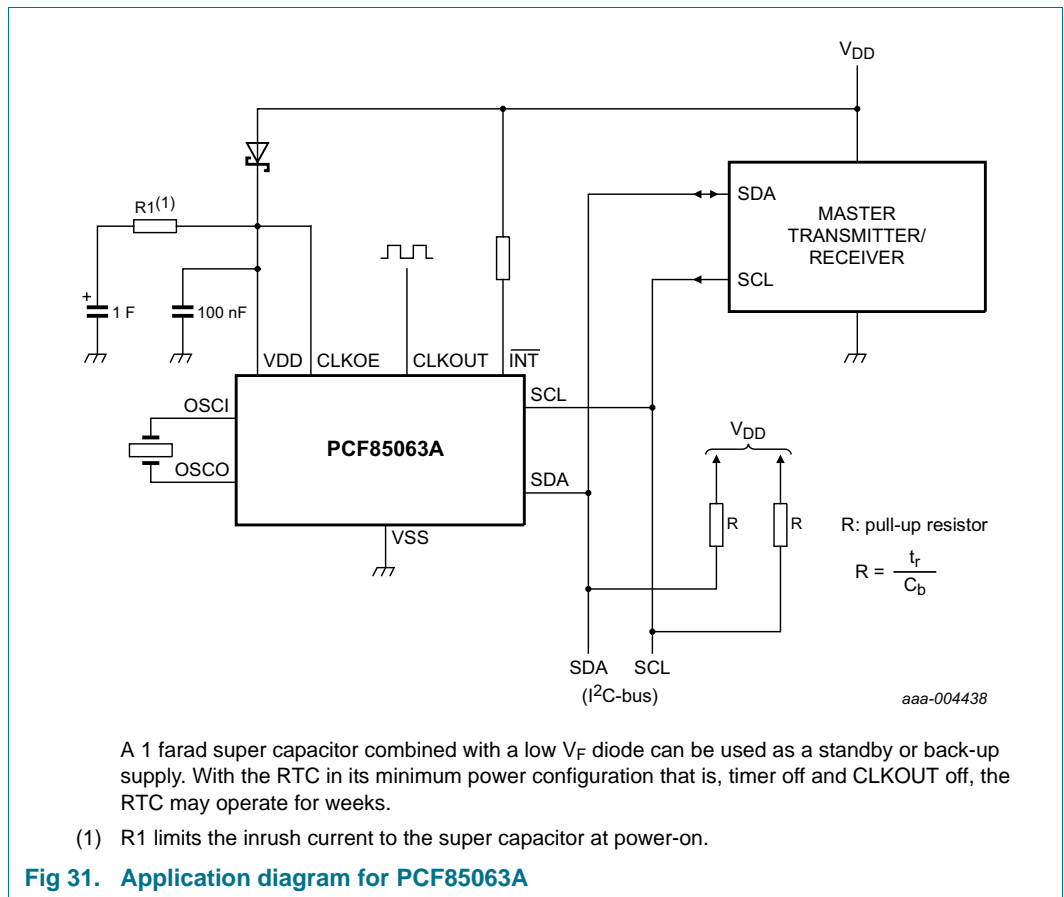 VDD
R1(1)
+
1 F
100 nF
VDD
CLKOE
CLKOUT
INT
OSCI
OSCO
PCF85063A
VSS
SCL
SDA
SDA
MASTER
TRANSMITTER/
RECEIVER
SCL
VDD
R
R
R: pull-up resistor
R = tr / Cb
SDA
SCL
(I2C-bus)
aaa-004438
A 1 farad super capacitor combined with a low VF diode can be used as a standby or back-up
supply. With the RTC in its minimum power configuration that is, timer off and CLKOUT off, the
RTC may operate for weeks.
(1) R1 limits the inrush current to the super capacitor at power-on.
Fig 31. Application diagram for PCF85063A